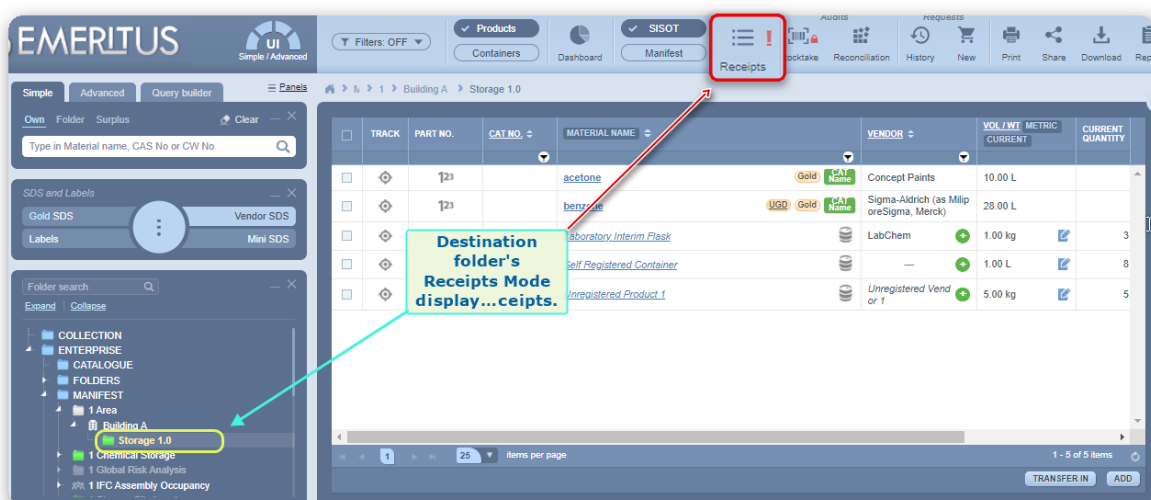 EMERITUS
UI
Simple / Advanced
Filters: OFF
Products
Containers
Dashboard
SISOT
Manifest
Receipts
Audits
Requests
Reconciliation
History
New
Print
Share
Download
Simple
Advanced
Query builder
Panels
1
Building A
Storage 1.0
Own Folder Surplus
Clear
Type in Material name, CAS No or CW No
SDS and Labels
Gold SDS
Vendor SDS
Labels
Mini SDS
Folder search
Expand
Collapse
COLLECTION
ENTERPRISE
CATALOGUE
FOLDERS
MANIFEST
1 Area
Building A
Storage 1.0
1 Chemical Storage
1 Global Risk Analysis
1 IFC Assembly Occupancy
TRACK PART NO. CAT NO. MATERIAL NAME VENDOR VOL / WT METRIC CURRENT CURRENT QUANTITY
123 acetone Gold CAT Name Concept Paints 10.00 L
123 benzene UGD Gold CAT Name Sigma-Aldrich (as Milip
oreSigma, Merck) 28.00 L
Laboratory Interim Flask LabChem 1.00 kg 3
Self Registered Container — 1.00 L 8
Unregistered Product 1 Unregistered Vend
or 1 5.00 kg 5
Destination
folder's
Receipts Mode
display...ceipts.
1
25 items per page
1 - 5 of 5 items
TRANSFER IN
ADD